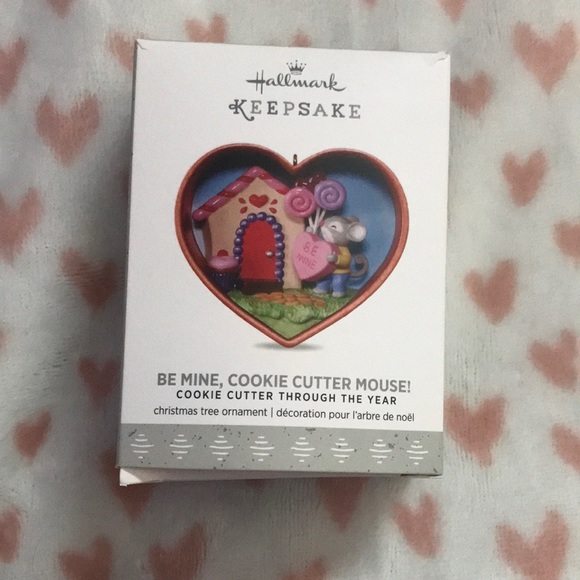 Hallmark
KEEPSAKE
BE MINE
BE MINE, COOKIE CUTTER MOUSE!
COOKIE CUTTER THROUGH THE YEAR
christmas tree ornament | décoration pour l'arbre de noël